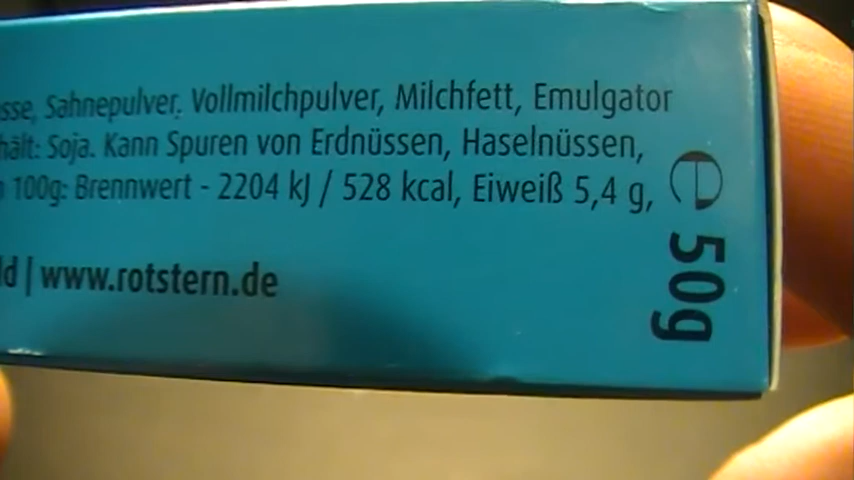 sse, Sahnepulver, Vollmilchpulver, Milchfett, Emulgator
hält: Soja. Kann Spuren von Erdnüssen, Haselnüssen,
100g: Brennwert - 2204 kJ / 528 kcal, Eiweiß 5,4 g,
ld | www.rotstern.de
℮ 50g